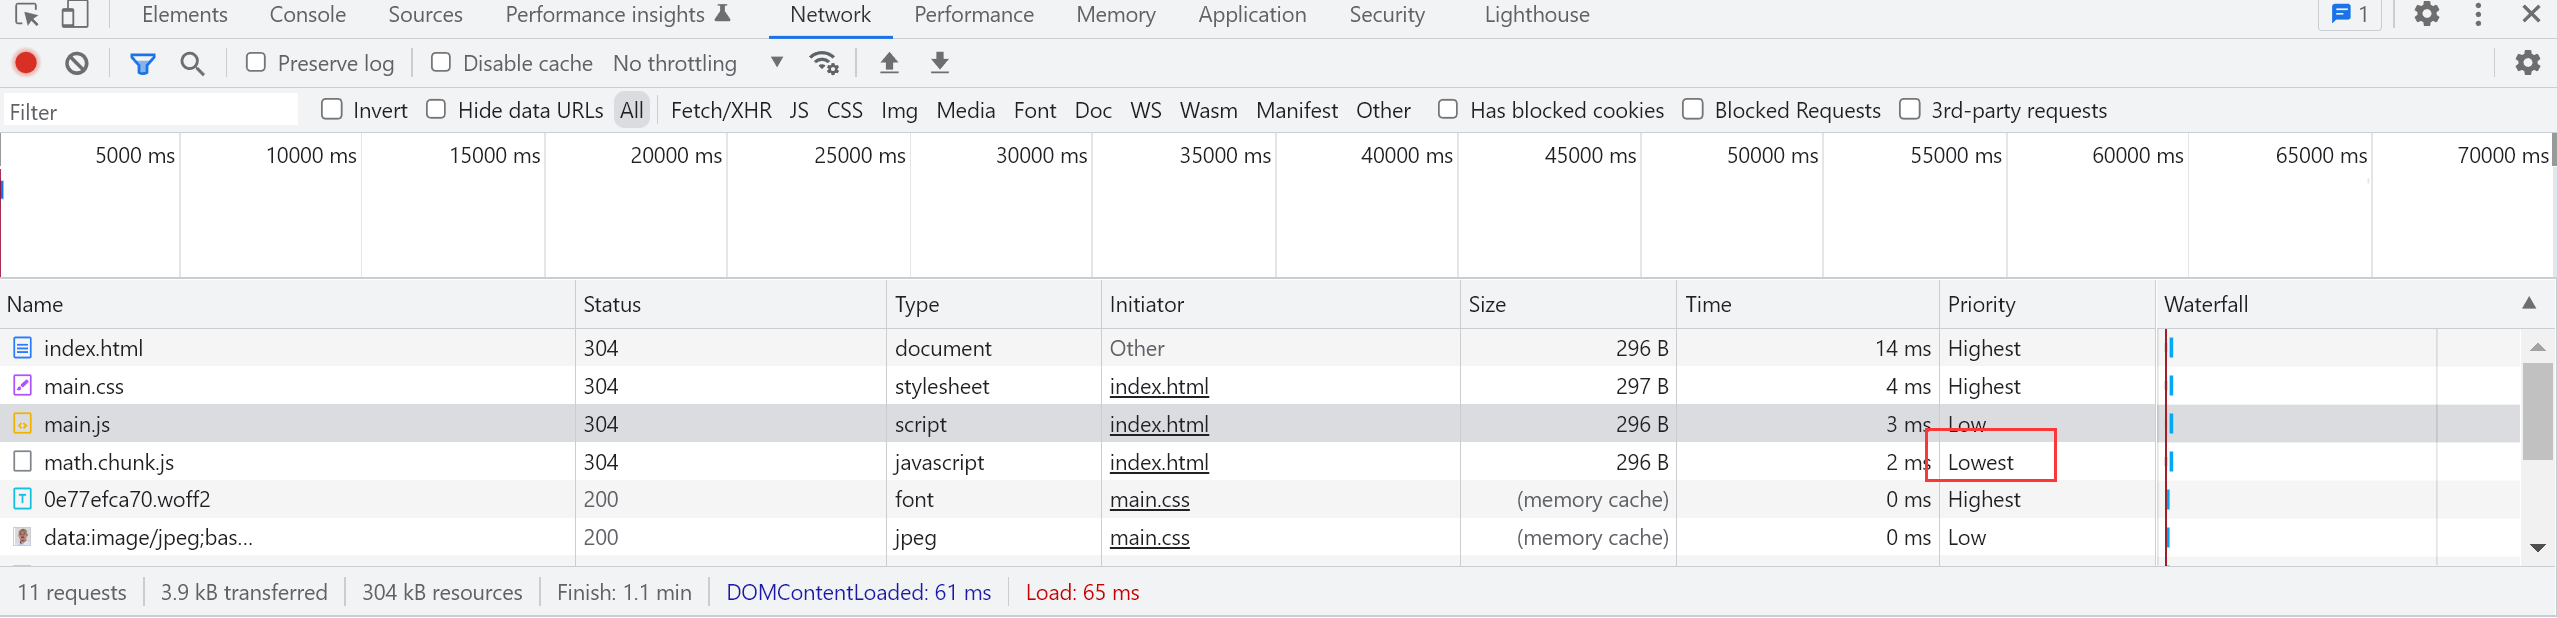 Elements Console Sources Performance insights Network Performance Memory Application Security Lighthouse 1
Preserve log Disable cache No throttling
Filter Invert Hide data URLs All Fetch/XHR JS CSS Img Media Font Doc WS Wasm Manifest Other Has blocked cookies Blocked Requests 3rd-party requests
5000 ms 10000 ms 15000 ms 20000 ms 25000 ms 30000 ms 35000 ms 40000 ms 45000 ms 50000 ms 55000 ms 60000 ms 65000 ms 70000 ms
Name Status Type Initiator Size Time Priority Waterfall
index.html 304 document Other 296 B 14 ms Highest
main.css 304 stylesheet index.html 297 B 4 ms Highest
main.js 304 script index.html 296 B 3 ms Low
math.chunk.js 304 javascript index.html 296 B 2 ms Lowest
0e77efca70.woff2 200 font main.css (memory cache) 0 ms Highest
data:image/jpeg;bas... 200 jpeg main.css (memory cache) 0 ms Low
11 requests 3.9 kB transferred 304 kB resources Finish: 1.1 min DOMContentLoaded: 61 ms Load: 65 ms